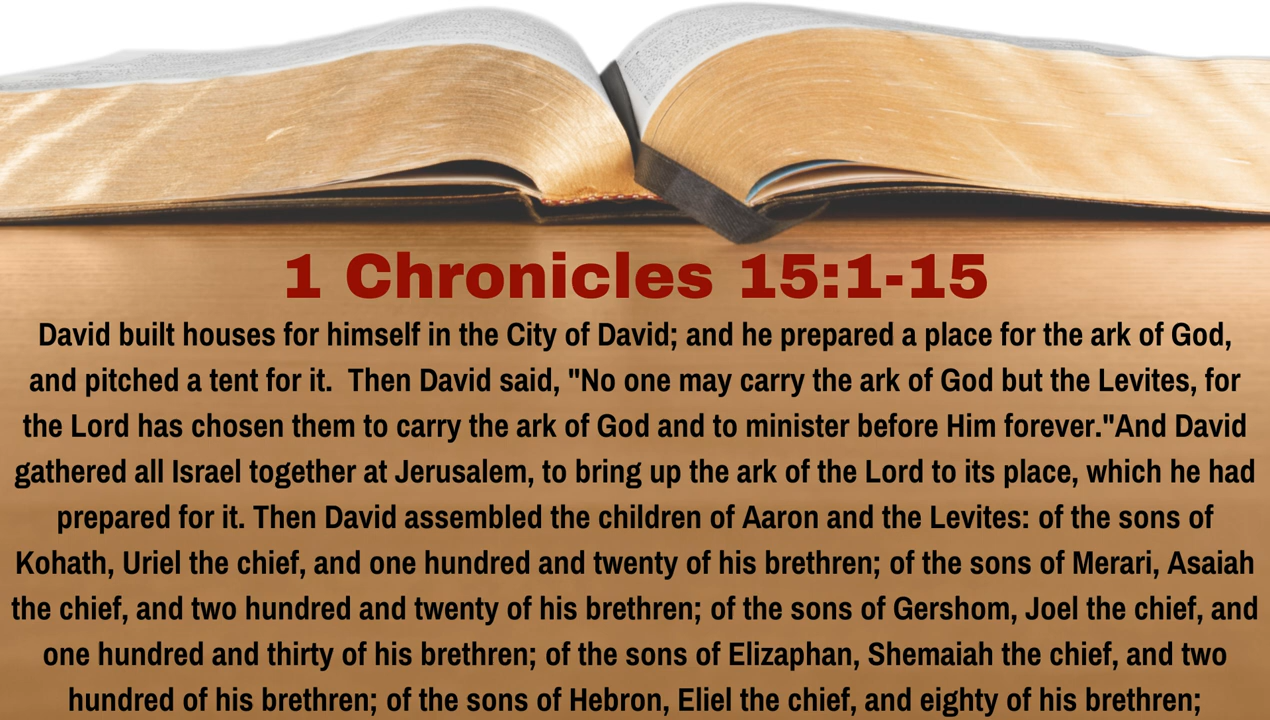 1 Chronicles 15:1-15
David built houses for himself in the City of David; and he prepared a place for the ark of God,
and pitched a tent for it.  Then David said, "No one may carry the ark of God but the Levites, for
the Lord has chosen them to carry the ark of God and to minister before Him forever."And David
gathered all Israel together at Jerusalem, to bring up the ark of the Lord to its place, which he had
prepared for it. Then David assembled the children of Aaron and the Levites: of the sons of
Kohath, Uriel the chief, and one hundred and twenty of his brethren; of the sons of Merari, Asaiah
the chief, and two hundred and twenty of his brethren; of the sons of Gershom, Joel the chief, and
one hundred and thirty of his brethren; of the sons of Elizaphan, Shemaiah the chief, and two
hundred of his brethren; of the sons of Hebron, Eliel the chief, and eighty of his brethren;